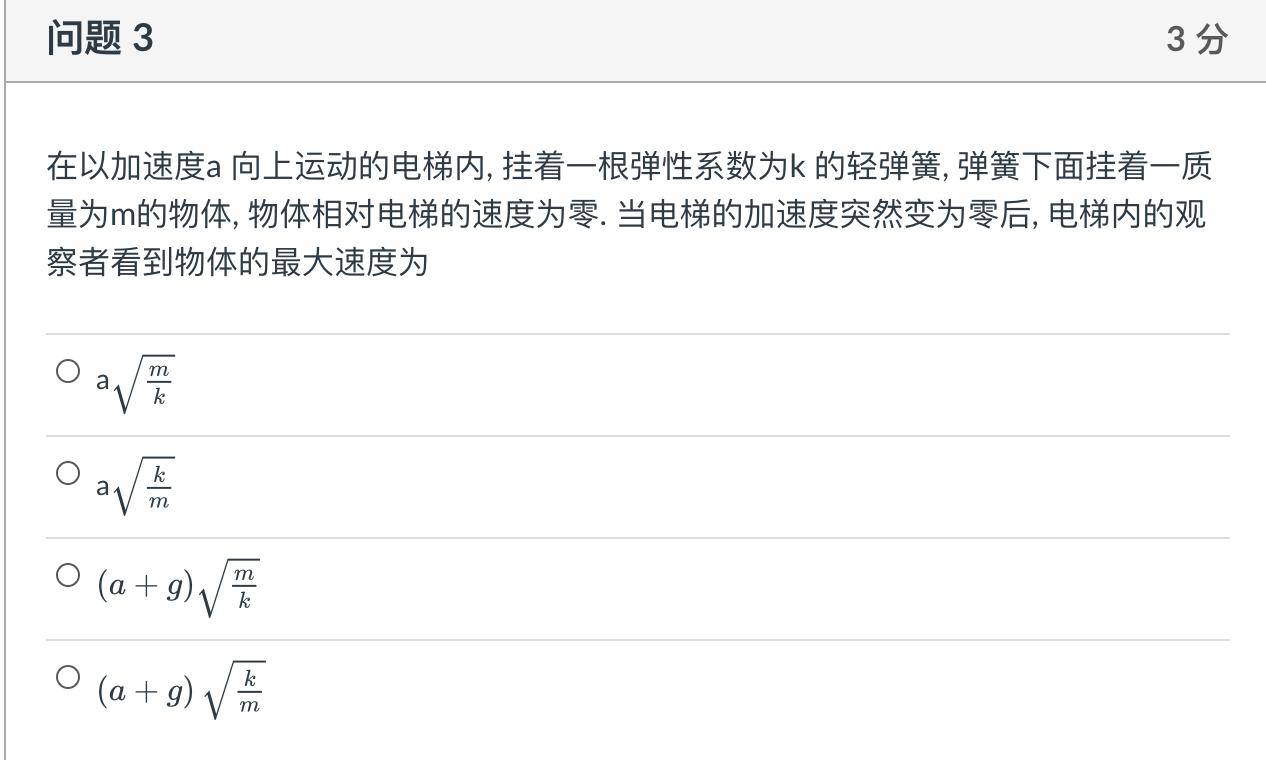 问题 3
3 分
在以加速度a 向上运动的电梯内, 挂着一根弹性系数为k 的轻弹簧, 弹簧下面挂着一质
量为m的物体, 物体相对电梯的速度为零. 当电梯的加速度突然变为零后, 电梯内的观
察者看到物体的最大速度为
a√(m/k)
a√(k/m)
(a + g)√(m/k)
(a + g)√(k/m)